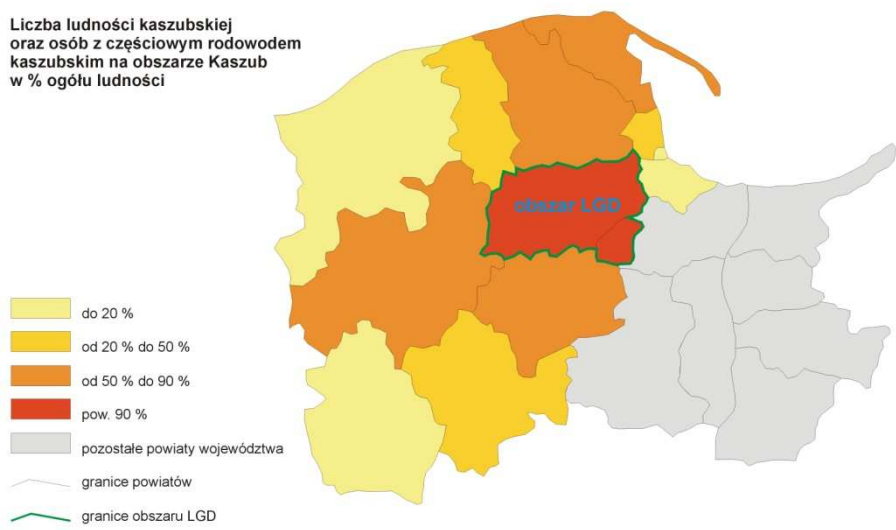 Liczba ludności kaszubskiej
oraz osób z częściowym rodowodem
kaszubskim na obszarze Kaszub
w % ogółu ludności
obszar LGD
do 20 %
od 20 % do 50 %
od 50 % do 90 %
pow. 90 %
pozostałe powiaty województwa
granice powiatów
granice obszaru LGD